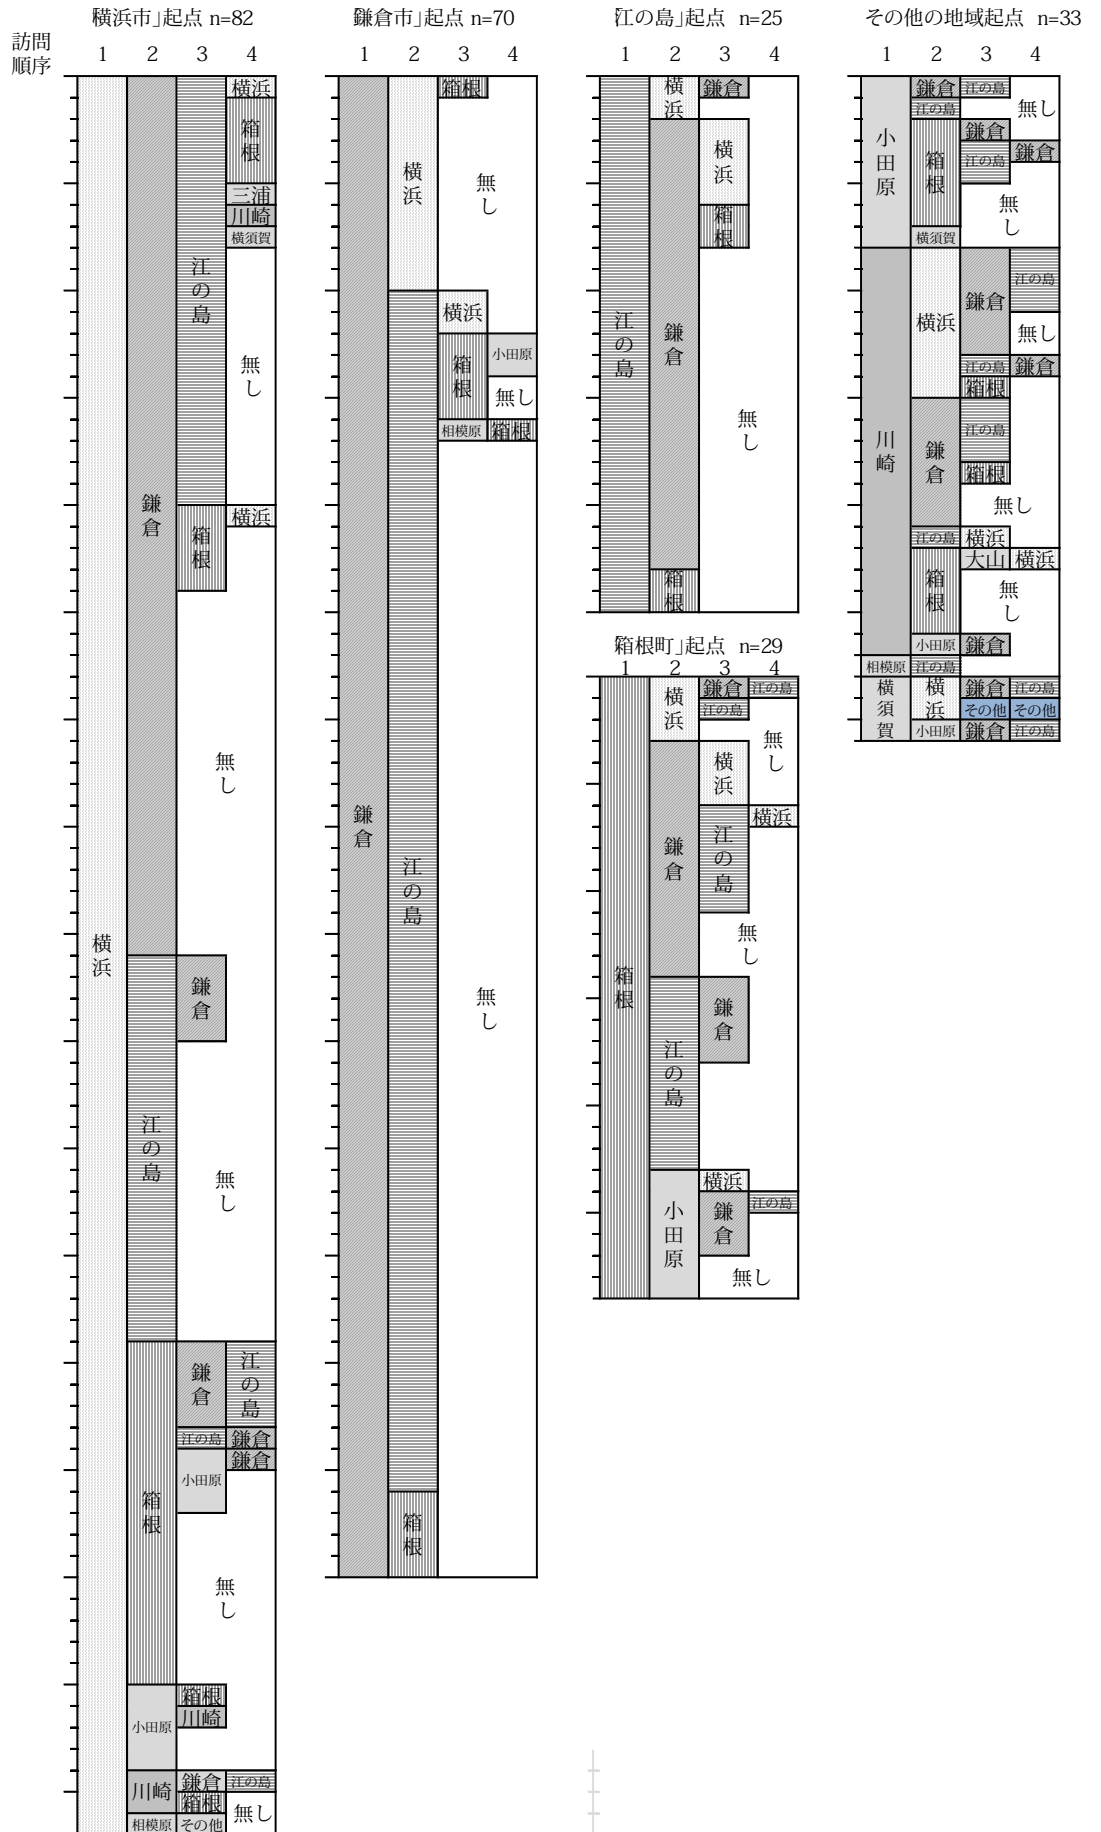 「横浜市」起点 n=82
訪問
順序
1 2 3 4
横浜
箱根
三浦
川崎
横須賀
江の島
無し
鎌倉
横浜
箱根
無し
横浜
鎌倉
江の島
無し
鎌倉
江の島
江の島
鎌倉
鎌倉
小田原
箱根
無し
箱根
川崎
小田原
鎌倉
江の島
川崎
箱根
無し
相模原
その他
「鎌倉市」起点 n=70
1 2 3 4
箱根
横浜
無し
横浜
箱根
小田原
無し
相模原
箱根
鎌倉
江の島
無し
箱根
「江の島」起点 n=25
1 2 3 4
横浜
鎌倉
横浜
箱根
江の島
鎌倉
無し
箱根
「箱根町」起点 n=29
1 2 3 4
横浜
鎌倉
江の島
江の島
無し
横浜
横浜
鎌倉
江の島
無し
箱根
鎌倉
江の島
横浜
江の島
小田原
鎌倉
無し
その他の地域起点 n=33
1 2 3 4
鎌倉
江の島
江の島
無し
小田原
箱根
鎌倉
江の島
鎌倉
無し
横須賀
横浜
鎌倉
江の島
無し
江の島
鎌倉
箱根
川崎
鎌倉
江の島
箱根
無し
江の島
横浜
箱根
大山
横浜
無し
小田原
鎌倉
相模原
江の島
横須賀
横浜
鎌倉
江の島
その他
その他
小田原
鎌倉
江の島